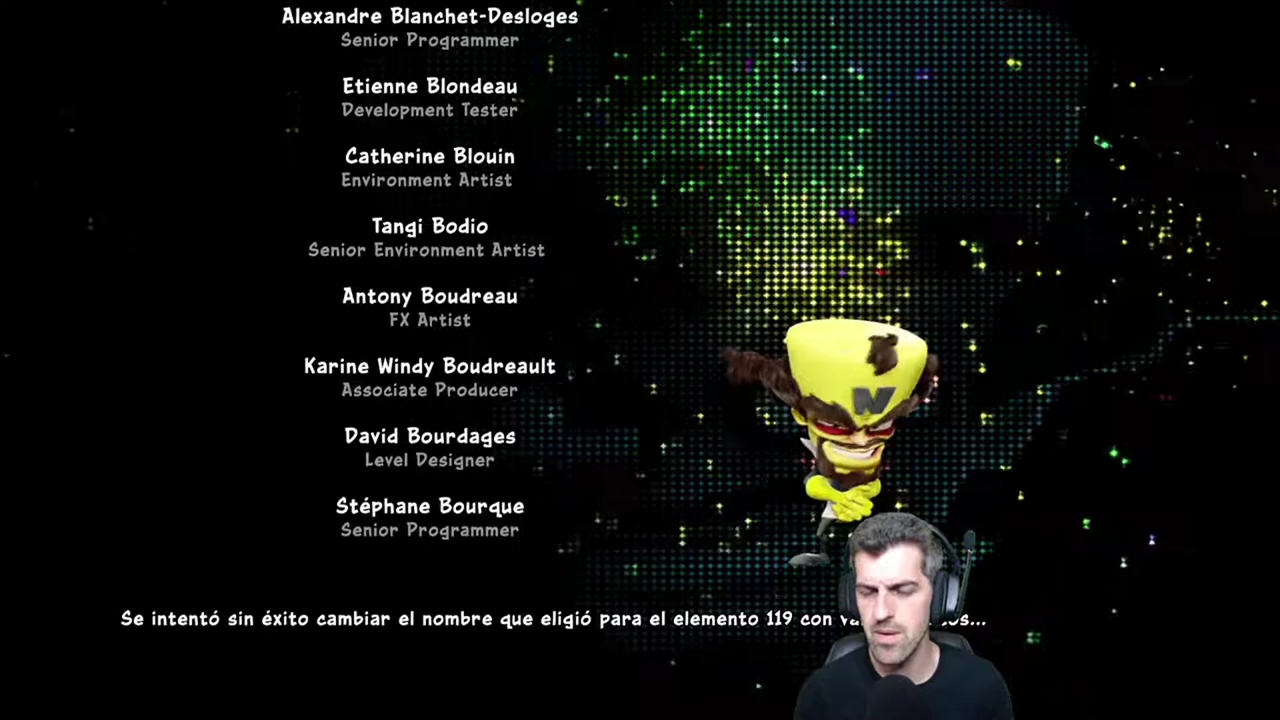 Alexandre Blanchet-Desloges
Senior Programmer
Etienne Blondeau
Development Tester
Catherine Blouin
Environment Artist
Tangi Bodio
Senior Environment Artist
Antony Boudreau
FX Artist
Karine Windy Boudreault
Associate Producer
David Bourdages
Level Designer
Stéphane Bourque
Senior Programmer
N
Se intentó sin éxito cambiar el nombre que eligió para el elemento 119 con